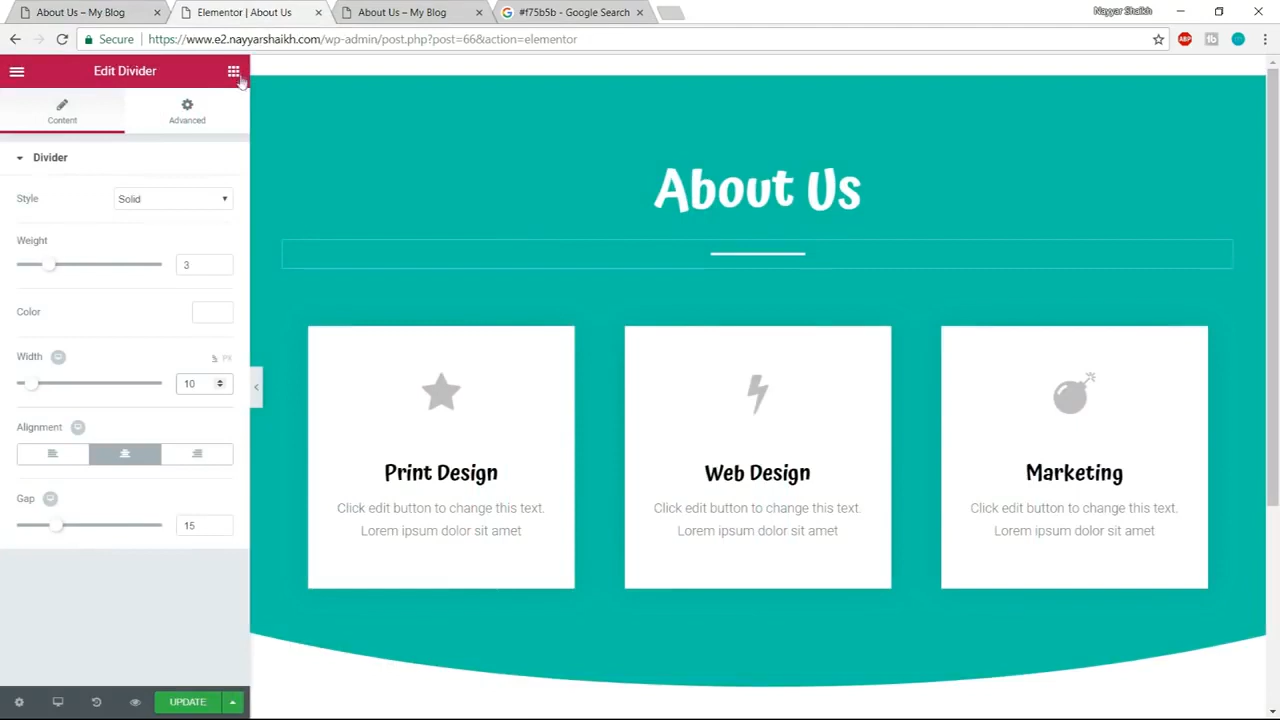 About Us – My Blog
Elementor | About Us
About Us – My Blog
#f75b5b - Google Search
Nayyar Shaikh
Secure
https://www.e2.nayyarshaikh.com/wp-admin/post.php?post=66&action=elementor
ABP
Edit Divider
Content
Advanced
Divider
Style
Solid
Weight
3
Color
Width
% PX
10
Alignment
Gap
15
UPDATE
About Us
Print Design
Click edit button to change this text.
Lorem ipsum dolor sit amet
Web Design
Click edit button to change this text.
Lorem ipsum dolor sit amet
Marketing
Click edit button to change this text.
Lorem ipsum dolor sit amet